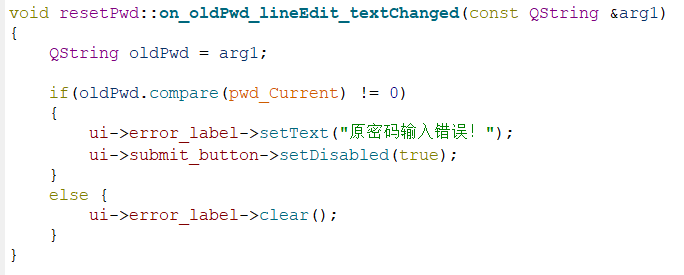 void resetPwd::on_oldPwd_lineEdit_textChanged(const QString &arg1)
{
    QString oldPwd = arg1;

    if(oldPwd.compare(pwd_Current) != 0)
    {
        ui->error_label->setText("原密码输入错误！");
        ui->submit_button->setDisabled(true);
    }
    else {
        ui->error_label->clear();
    }
}